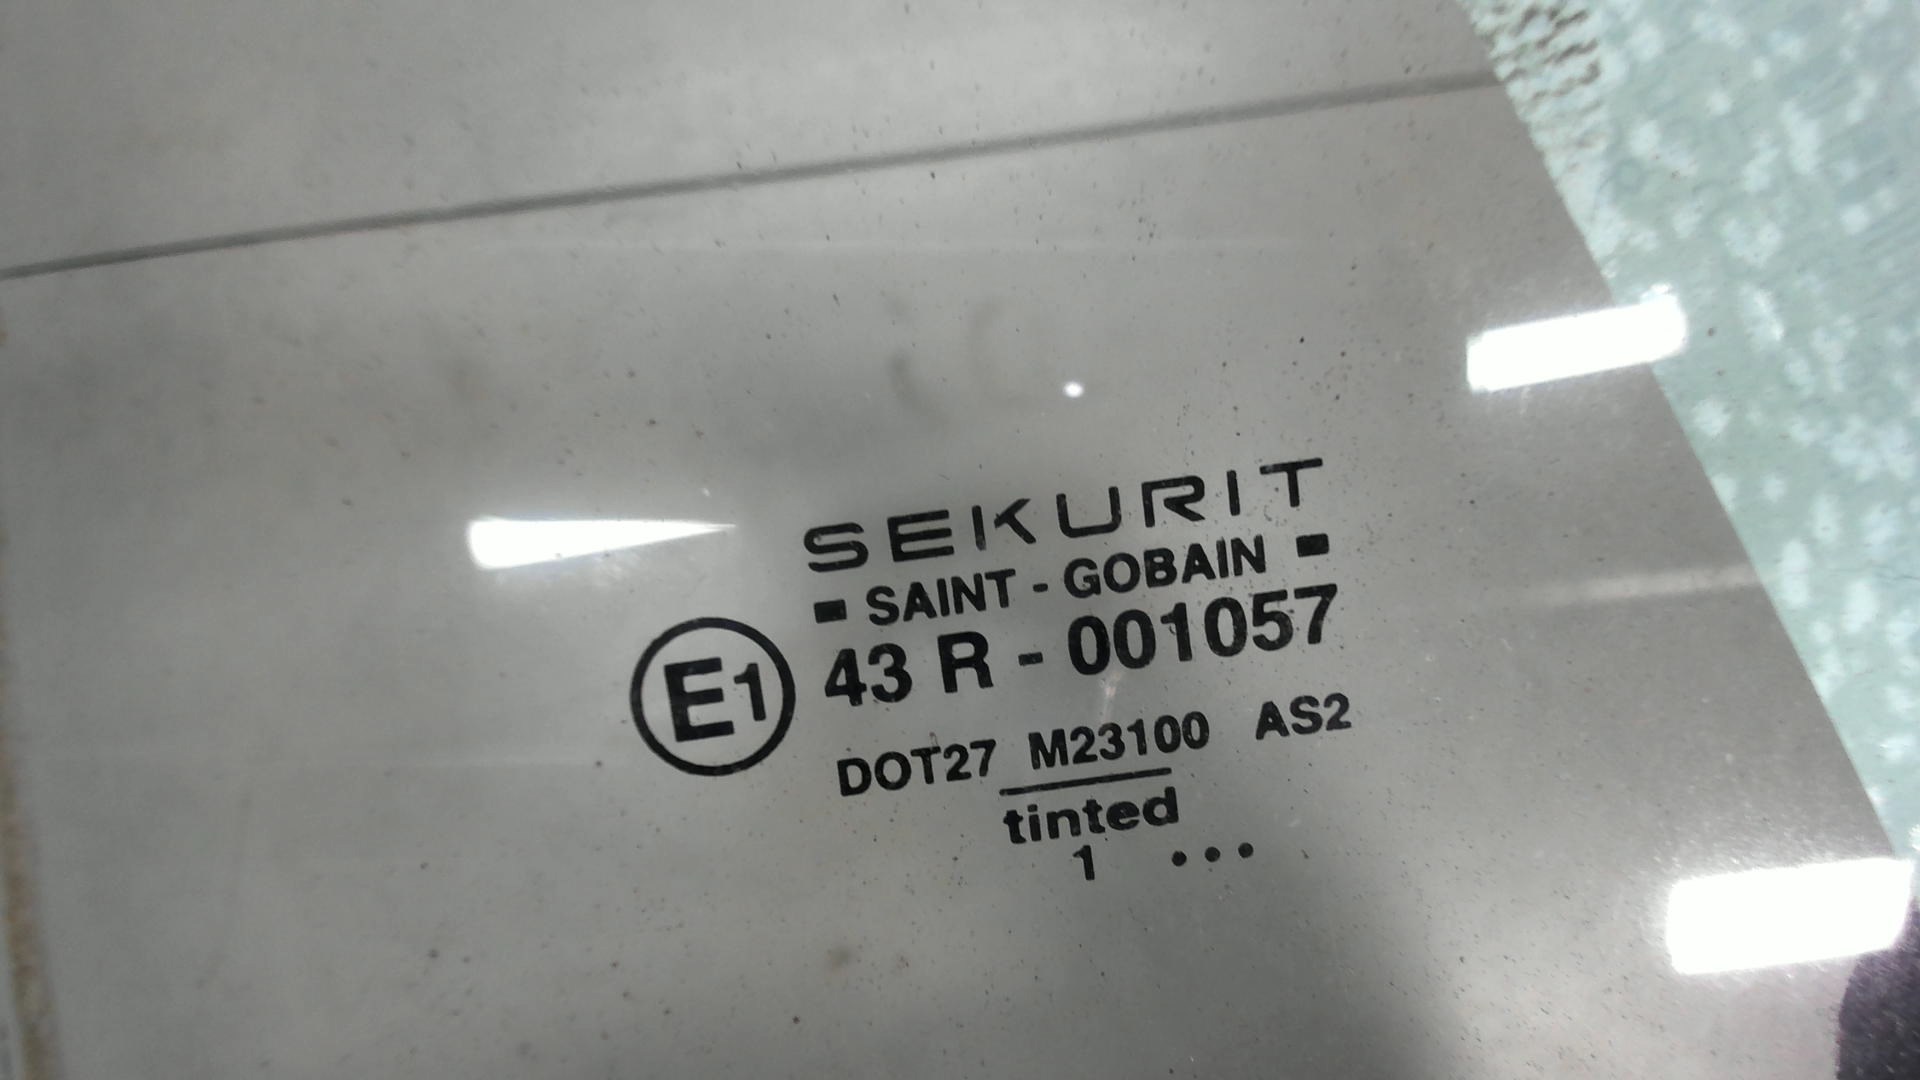 SEKURIT
▬ SAINT - GOBAIN ▬
E1 43 R - 001057
DOT27 M23100 AS2
tinted
1 •••